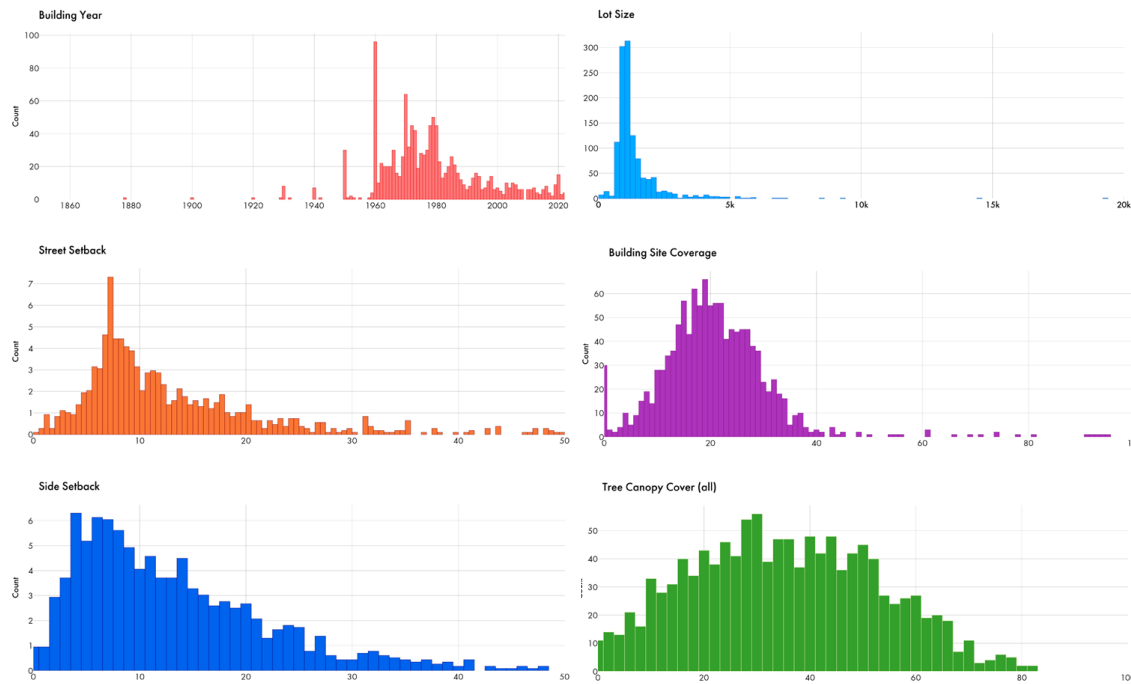 Building Year
Count
100
80
60
40
20
0
1860 1880 1900 1920 1940 1960 1980 2000 2020
Lot Size
300
250
200
150
100
50
0
0 5k 10k 15k 20k
Street Setback
Count
7
6
5
4
3
2
1
0
0 10 20 30 40 50
Building Site Coverage
Count
60
50
40
30
20
10
0
0 20 40 60 80 1
Side Setback
Count
6
5
4
3
2
1
0
0 10 20 30 40 50
Tree Canopy Cover (all)
50
40
30
20
10
0
0 20 40 60 80 100